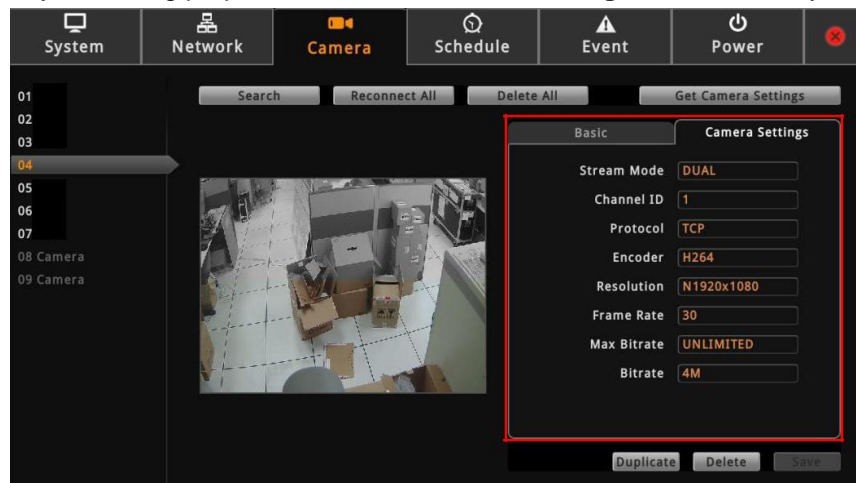 System Network Camera Schedule Event Power
Search Reconnect All Delete All Get Camera Settings
01
02
03
04
05
06
07
08 Camera
09 Camera
Basic Camera Settings
Stream Mode DUAL
Channel ID 1
Protocol TCP
Encoder H264
Resolution N1920x1080
Frame Rate 30
Max Bitrate UNLIMITED
Bitrate 4M
Duplicate Delete Save